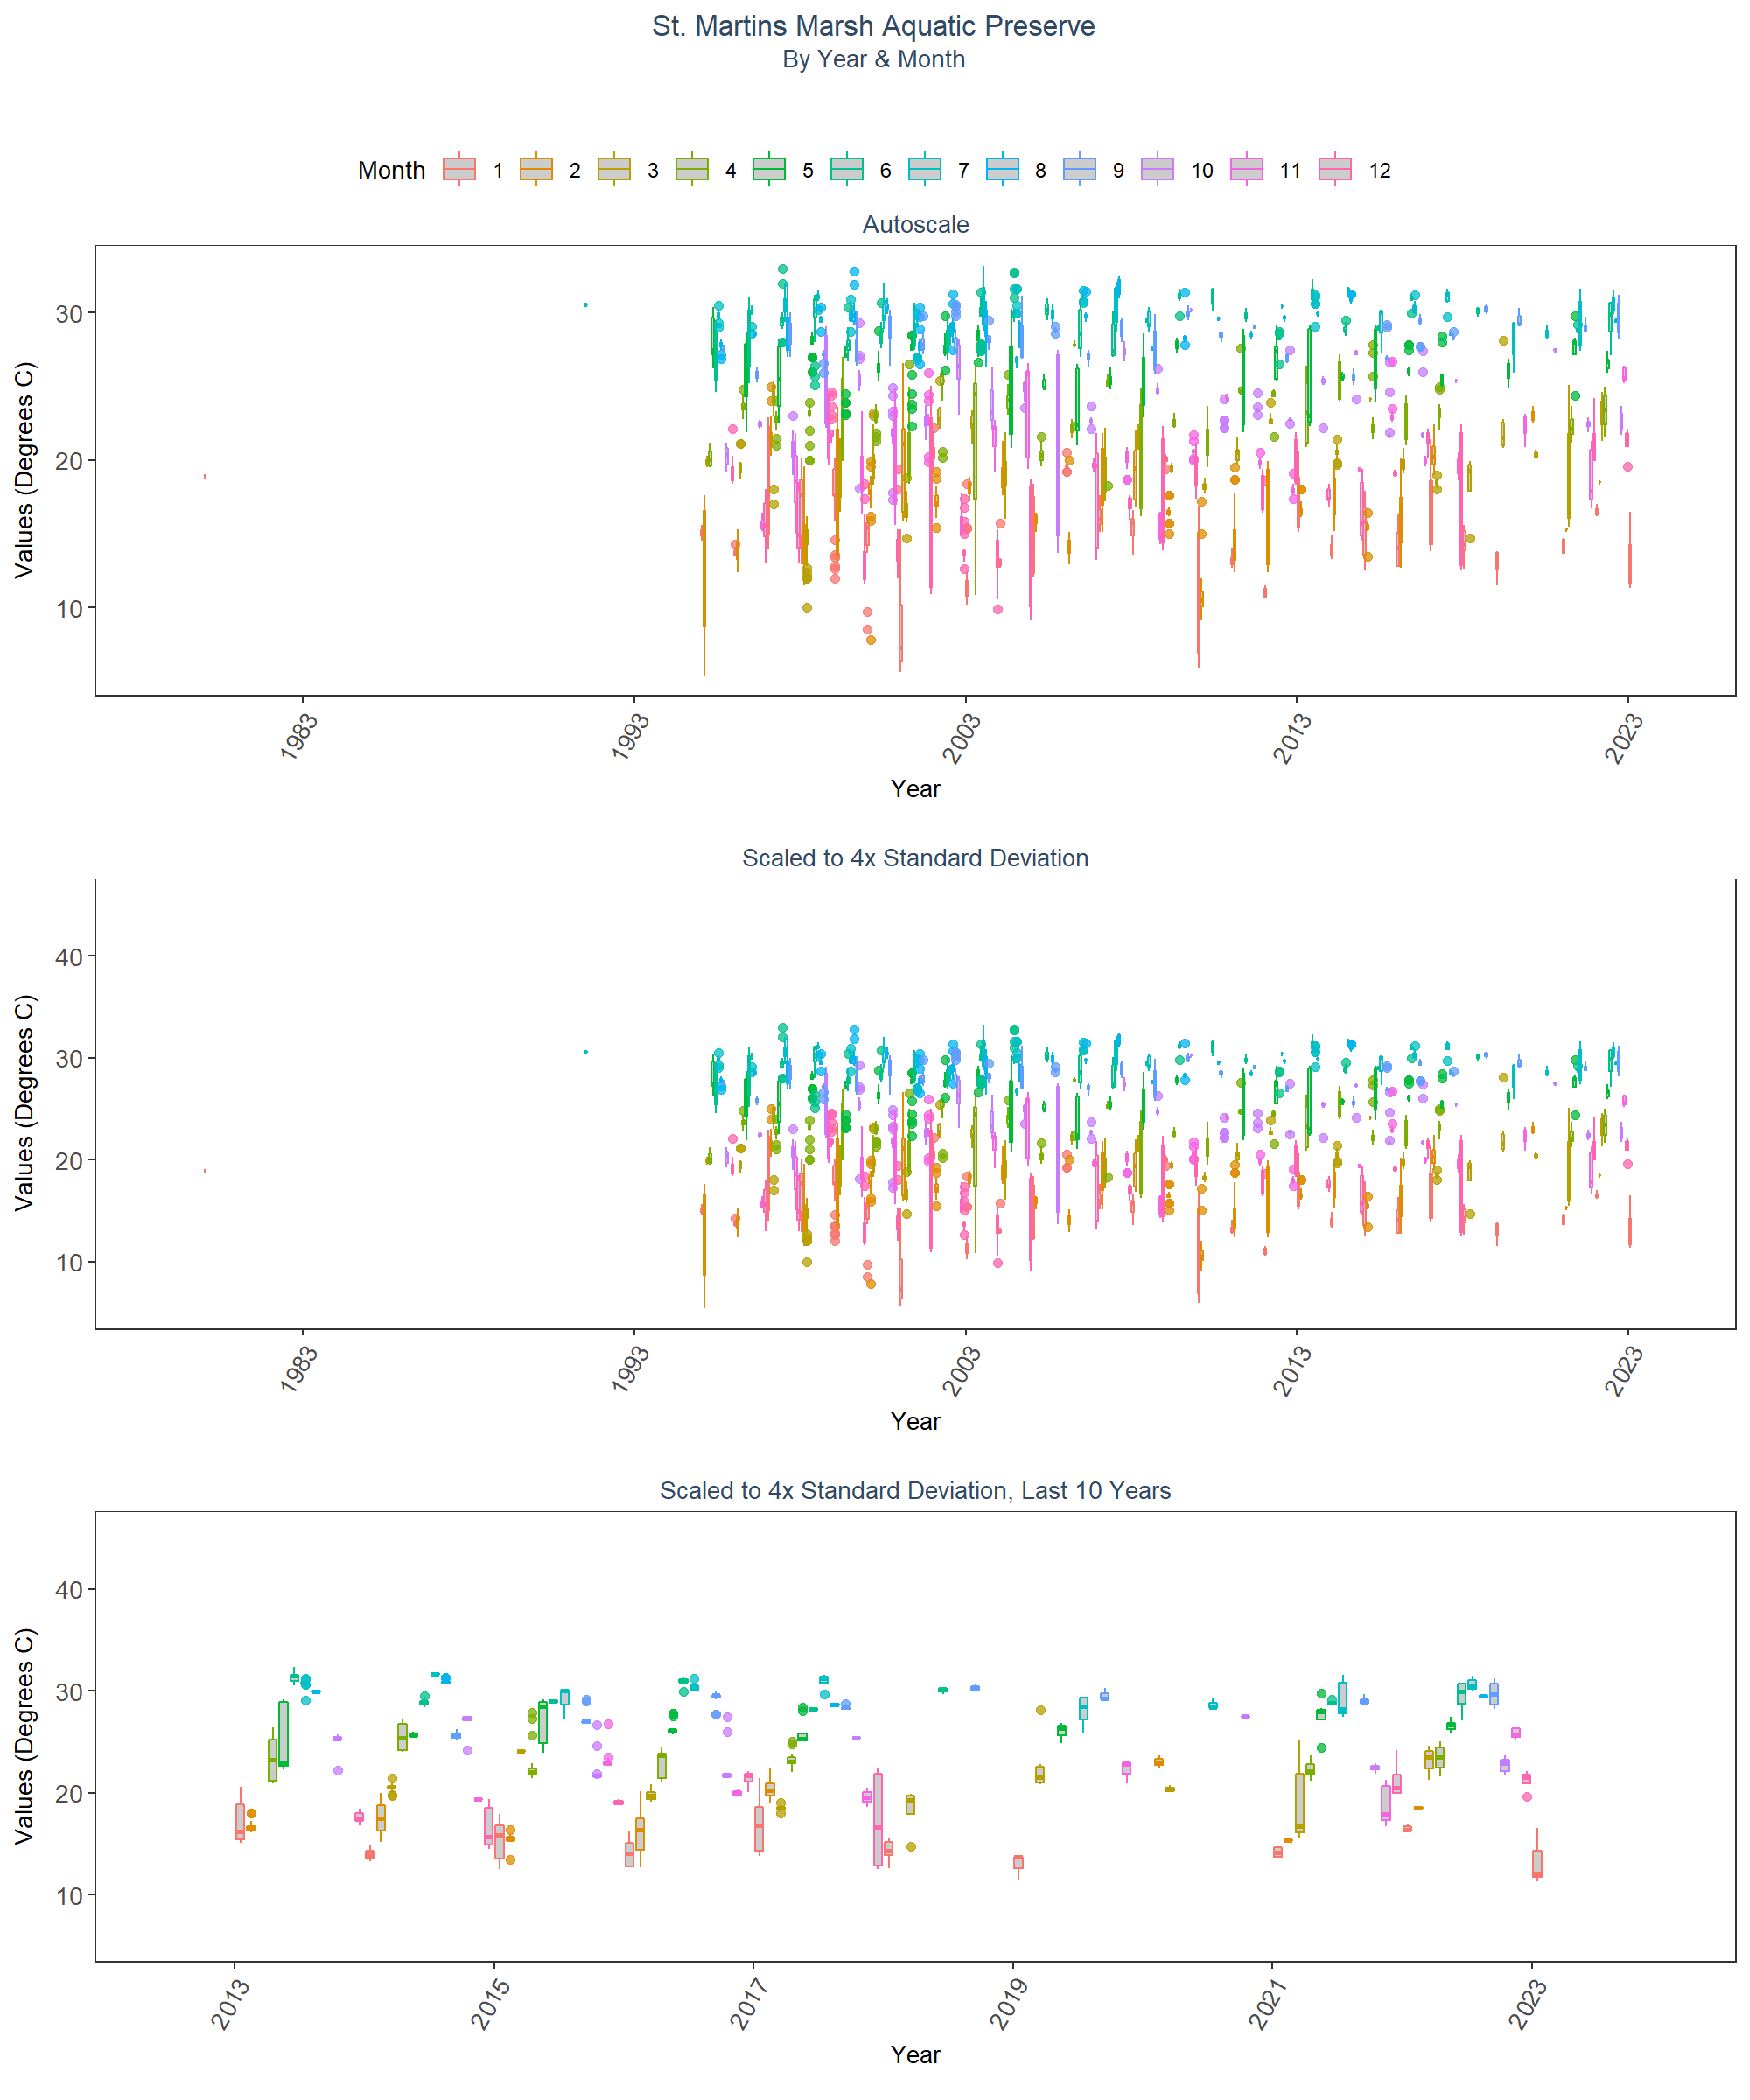 St. Martins Marsh Aquatic Preserve
By Year & Month
Month 1 2 3 4 5 6 7 8 9 10 11 12
Autoscale
Values (Degrees C)
30
20
10
1983 1993 2003 2013 2023
Year
Scaled to 4x Standard Deviation
Values (Degrees C)
40
30
20
10
1983 1993 2003 2013 2023
Year
Scaled to 4x Standard Deviation, Last 10 Years
Values (Degrees C)
40
30
20
10
2013 2015 2017 2019 2021 2023
Year